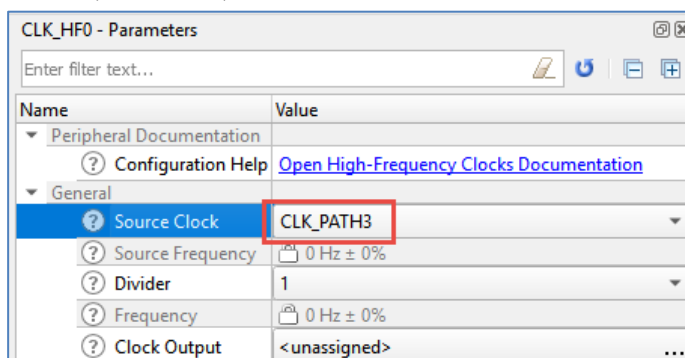 CLK_HF0 - Parameters
Enter filter text...
Name Value
Peripheral Documentation
Configuration Help Open High-Frequency Clocks Documentation
General
Source Clock CLK_PATH3
Source Frequency 0 Hz ± 0%
Divider 1
Frequency 0 Hz ± 0%
Clock Output <unassigned> ...